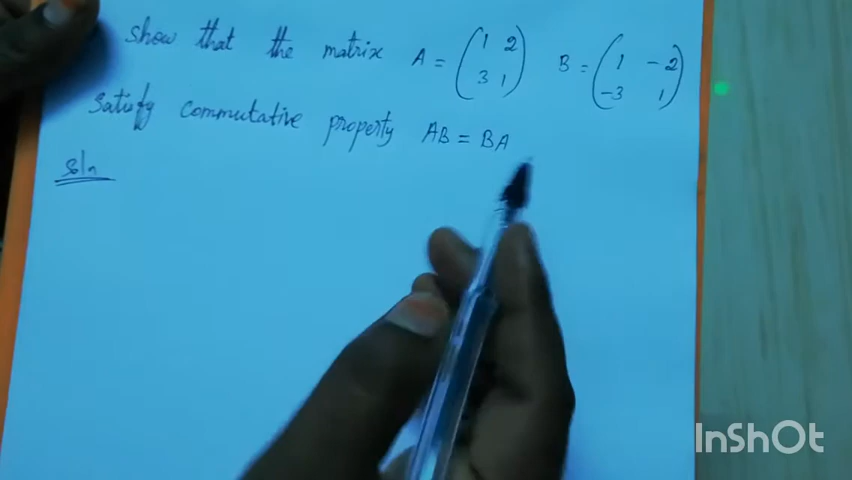 show that the matrix A = (1 2 3 1) B = (1 -2 -3 1)
satisfy commutative property AB = BA
soln
InShOt